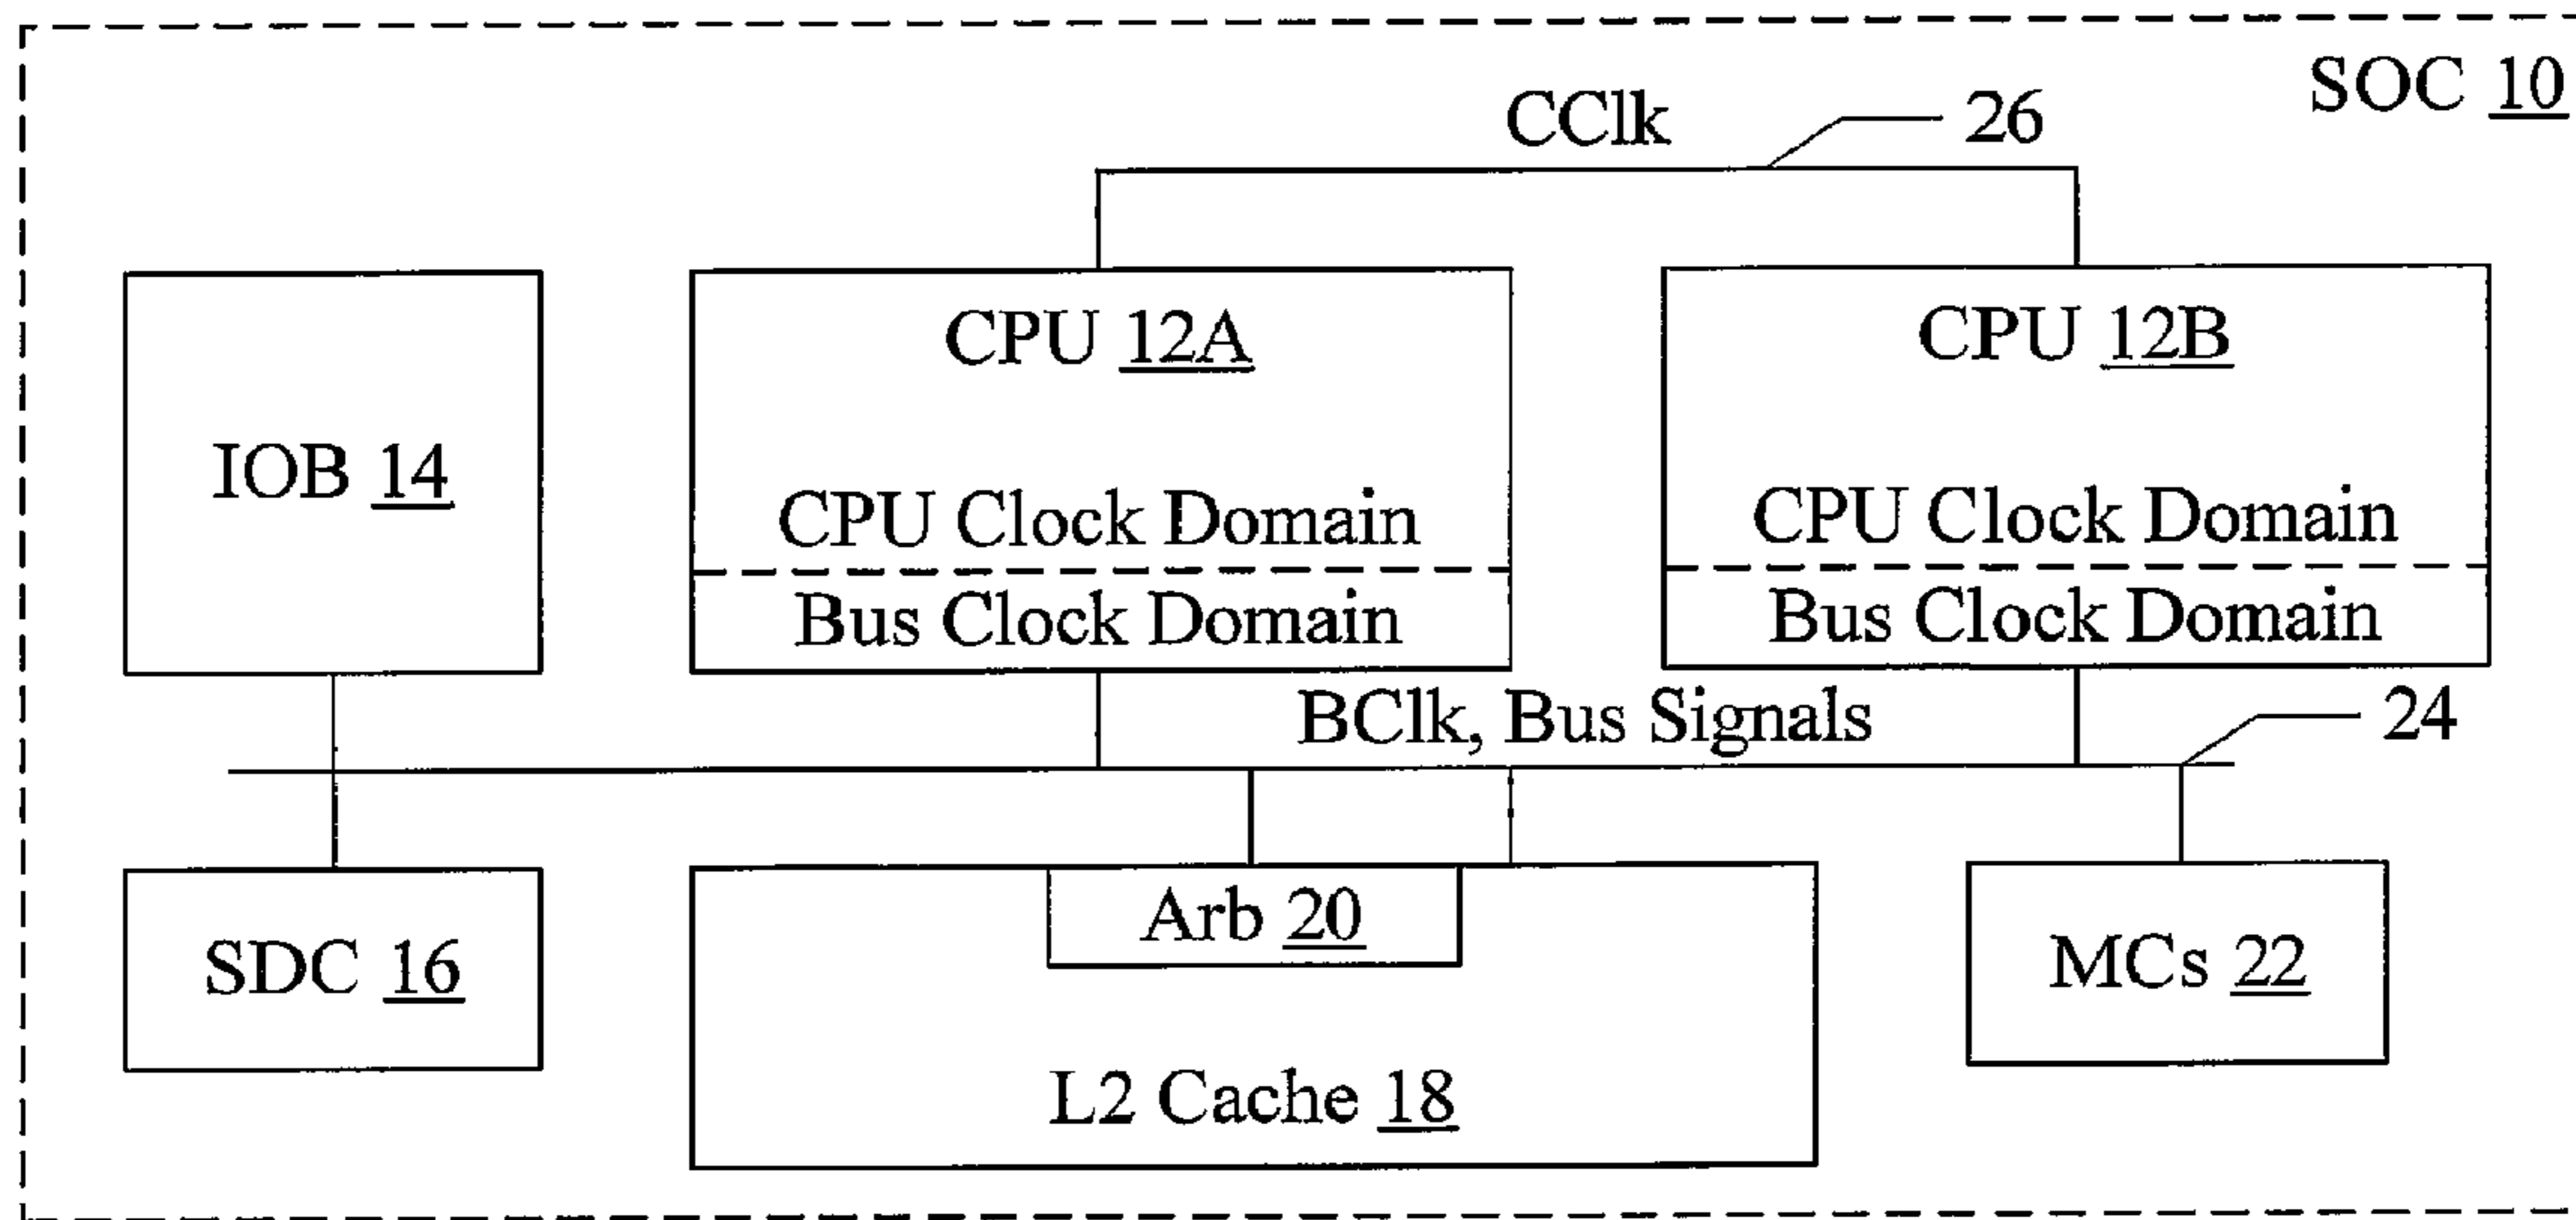 SOC 10
CClk
26
CPU 12A
CPU 12B
IOB 14
CPU Clock Domain
CPU Clock Domain
Bus Clock Domain
Bus Clock Domain
BClk, Bus Signals
24
Arb 20
SDC 16
MCs 22
L2 Cache 18